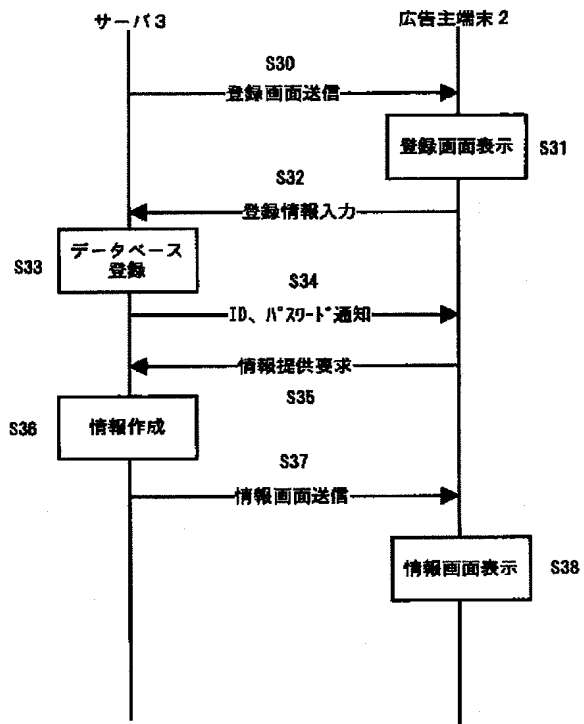 サーバ3
広告主端末2
S30
登録画面送信
登録画面表示
S31
S32
登録情報入力
S33
データベース
登録
S34
ID、パスワード通知
情報提供要求
S35
S36
情報作成
S37
情報画面送信
情報画面表示
S38